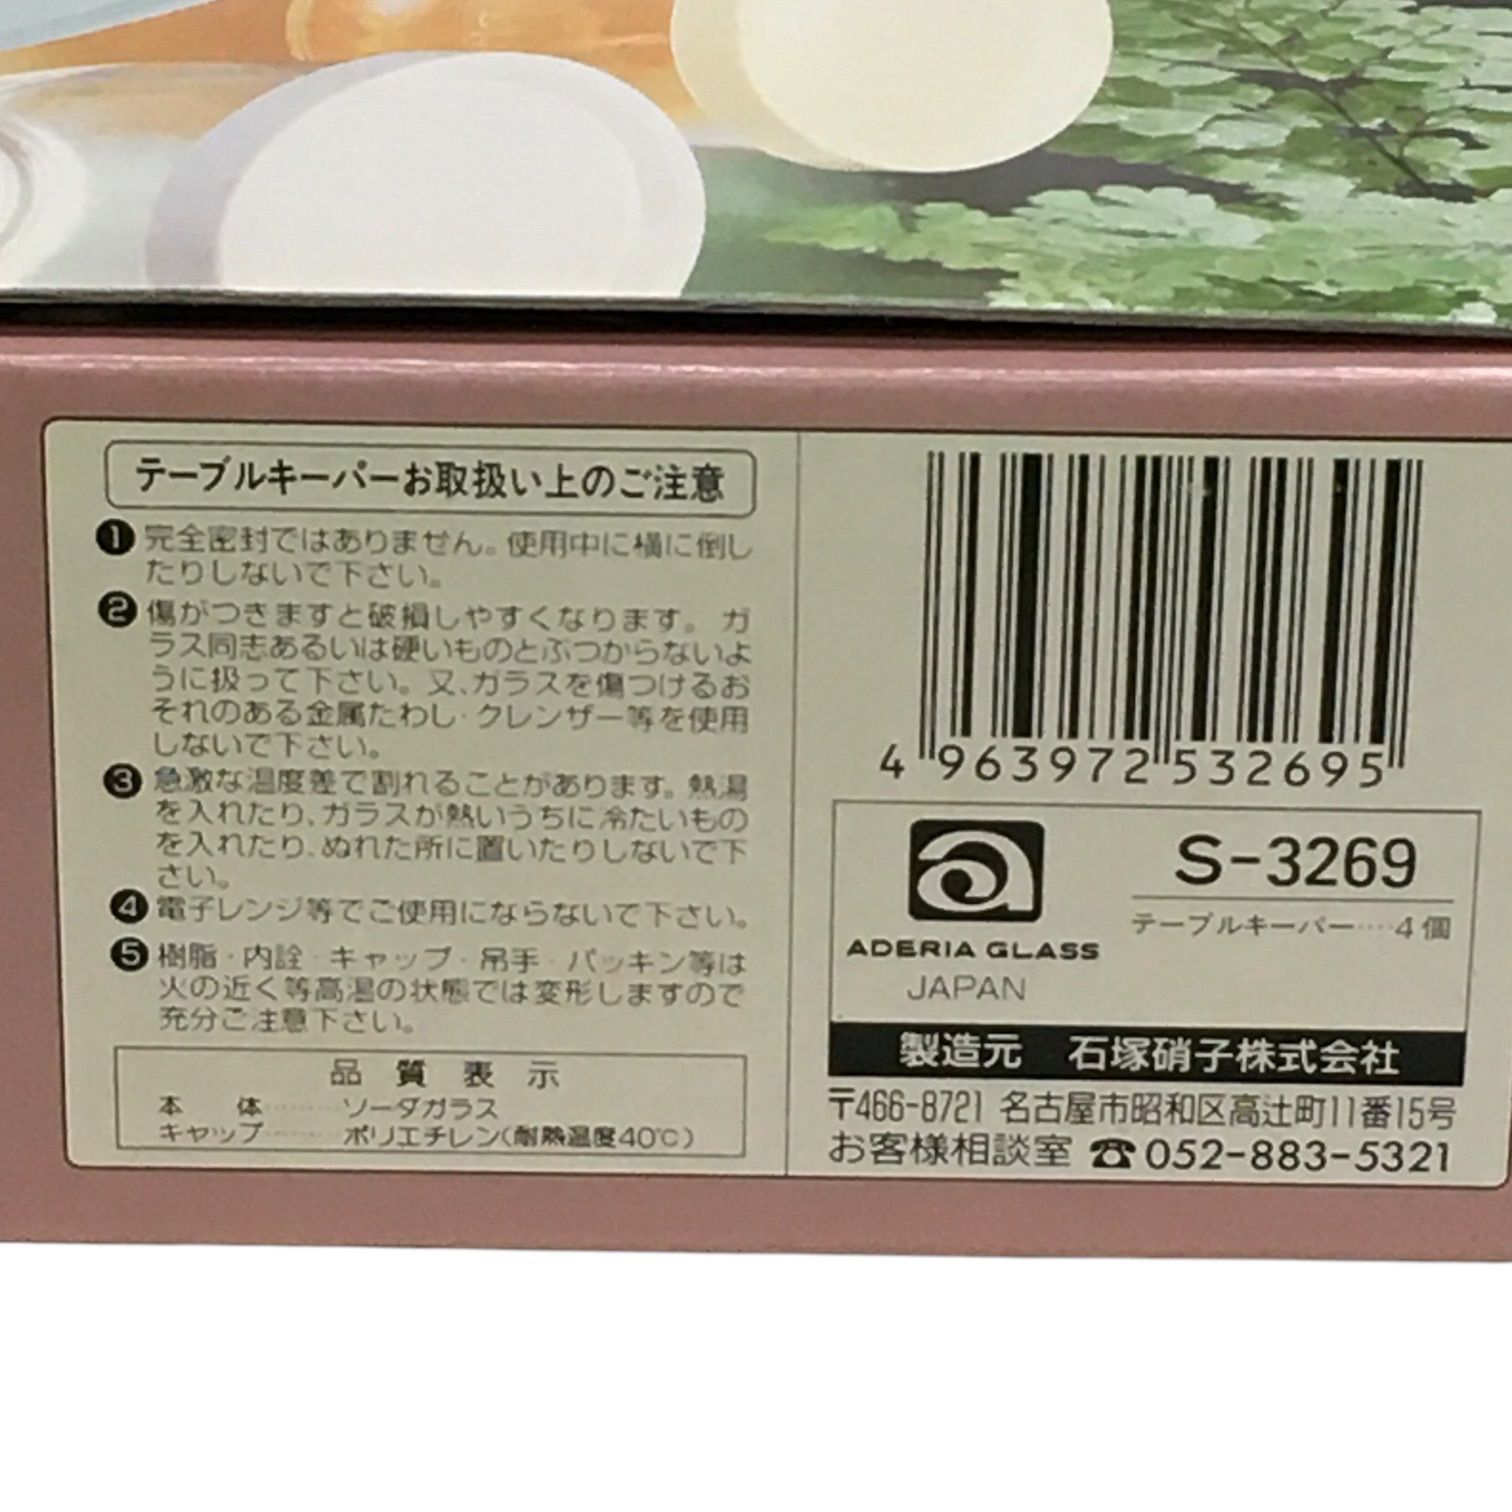 テーブルキーパーお取扱い上のご注意
❶完全密封ではありません。使用中に横に倒し
たりしないで下さい。
❷傷がつきますと破損しやすくなります。ガ
ラス同志あるいは硬いものとぶつからないよ
うに扱って下さい。又、ガラスを傷つけるお
それのある金属たわし・クレンザー等を使用
しないで下さい。
❸急激な温度差で割れることがあります。熱湯
を入れたり、ガラスが熱いうちに冷たいもの
を入れたり、ぬれた所に置いたりしないで下
さい。
❹電子レンジ等でご使用にならないで下さい。
❺樹脂・内詮・キャップ・吊手・パッキン等は
火の近く等高温の状態では変形しますので
充分ご注意下さい。
品質表示
本体……ソーダガラス
キャップ……ポリエチレン(耐熱温度40℃)
4 963972 532695
ADERIA GLASS
JAPAN
S-3269
テーブルキーパー…4個
製造元 石塚硝子株式会社
〒466-8721 名古屋市昭和区高辻町11番15号
お客様相談室 ☎052-883-5321